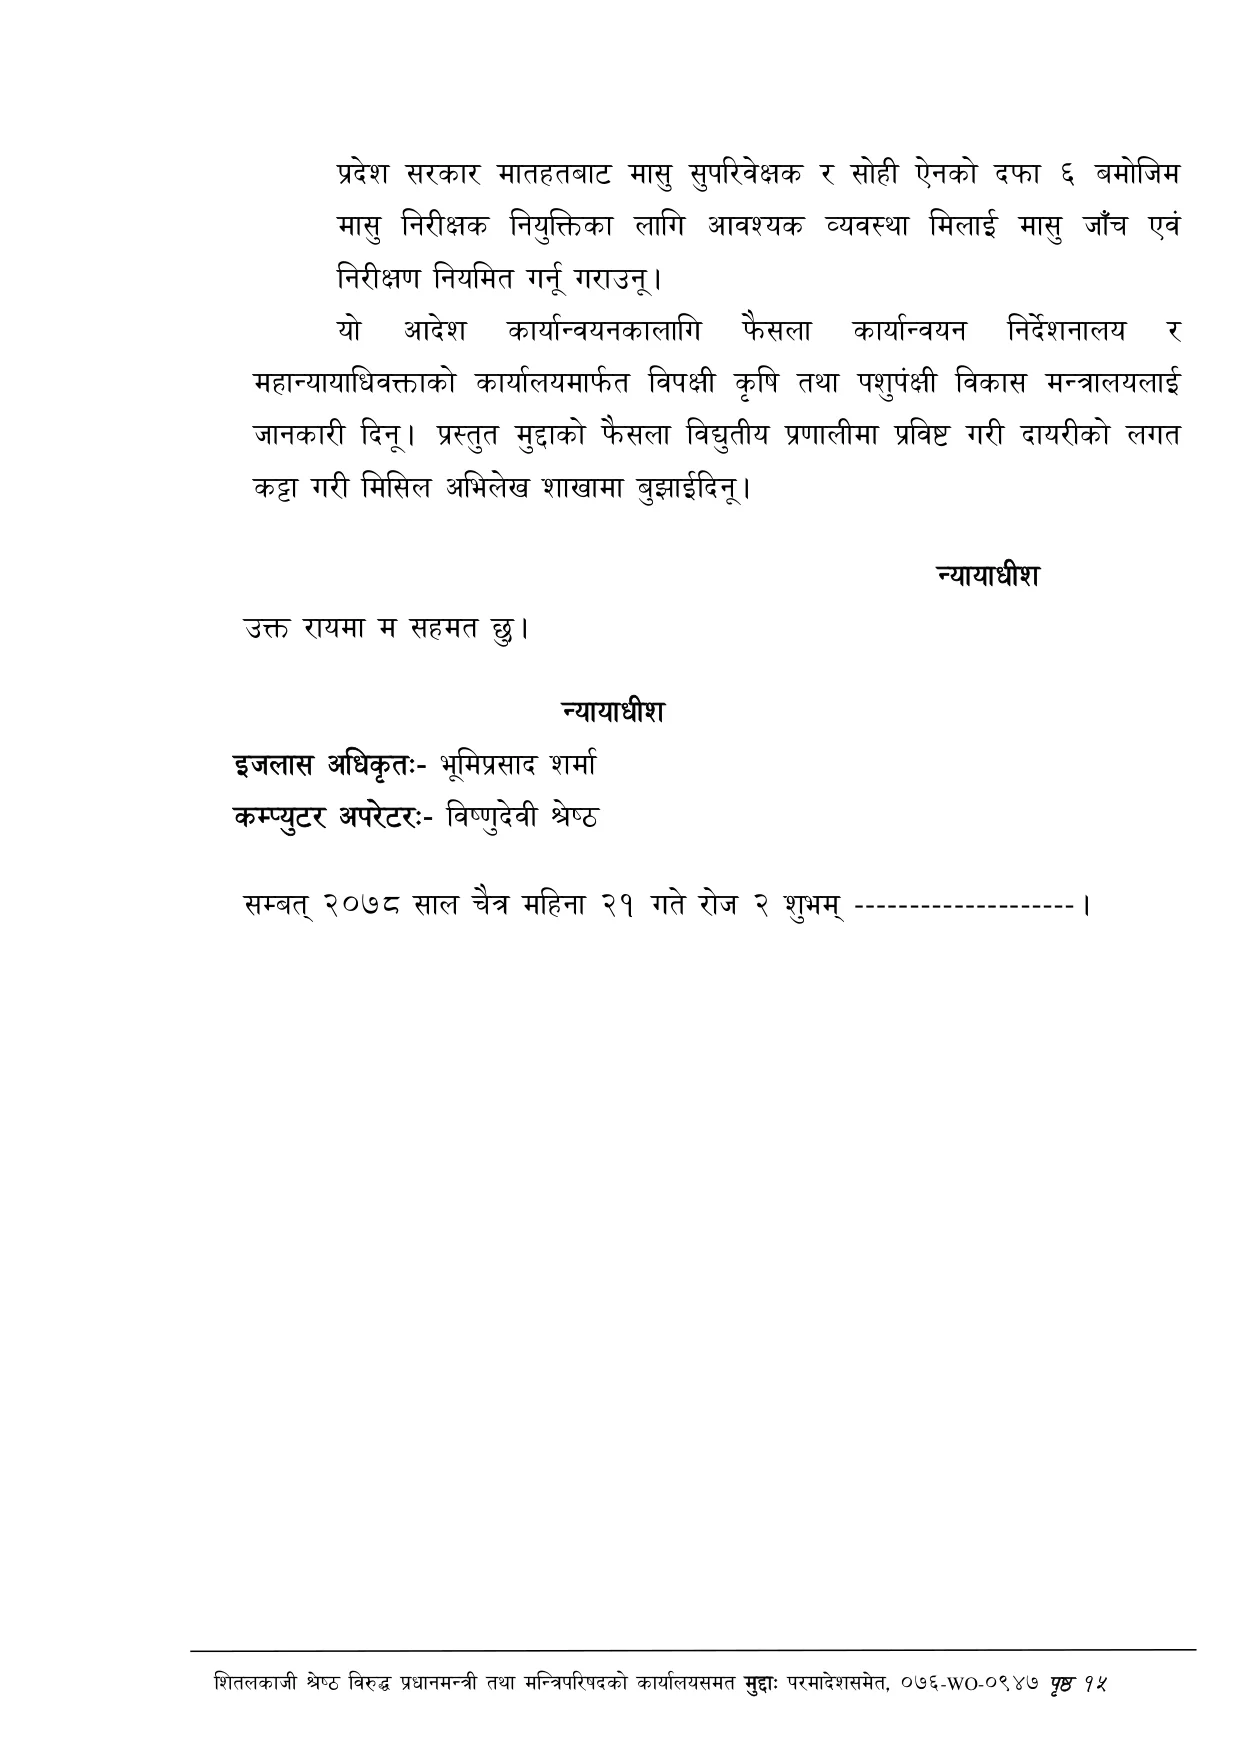 प्रदेश सरकार मातहतबाट मासु सुपरिवेक्षक र सोही ऐनको दफा ६ बमोजिम
मासु निरीक्षक नियुक्तिका लागि आवश्यक व्यवस्था मिलाई मासु जाँच एवं
निरीक्षण नियमित गर्नू गराउनू।
यो आदेश कार्यान्वयनकालागि फैसला कार्यान्वयन निर्देशनालय र
महान्यायाधिवक्ताको कार्यालयमार्फत विपक्षी कृषि तथा पशुपंक्षी विकास मन्त्रालयलाई
जानकारी दिनू। प्रस्तुत मुद्दाको फैसला विद्युतीय प्रणालीमा प्रविष्ट गरी दायरीको लगत
कट्टा गरी मिसिल अभिलेख शाखामा बुझाईदिनू।
न्यायाधीश
उक्त रायमा म सहमत छु।
न्यायाधीश
इजलास अधिकृतः- भूमिप्रसाद शर्मा
कम्प्युटर अपरेटरः- विष्णुदेवी श्रेष्ठ
सम्बत् २०७८ साल चैत्र महिना २१ गते रोज २ शुभम् --------------------।
शितलकाजी श्रेष्ठ विरुद्ध प्रधानमन्त्री तथा मन्त्रिपरिषदको कार्यालयसमत मुद्दाः परमादेशसमेत, ०७६-WO-०९४७ पृष्ठ १५